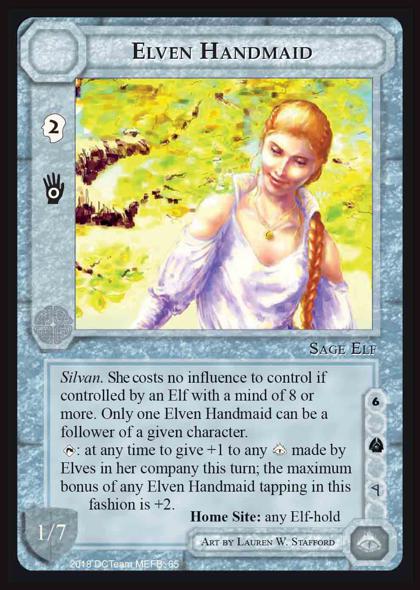 Elven Handmaid
2
Sage Elf
Silvan. She costs no influence to control if
controlled by an Elf with a mind of 8 or
more. Only one Elven Handmaid can be a
follower of a given character.
: at any time to give +1 to any made by
Elves in her company this turn; the maximum
bonus of any Elven Handmaid tapping in this
fashion is +2.
6
Home Site: any Elf-hold
1/7
Art by Lauren W. Stafford
2018 DCTeam MEFB: 65